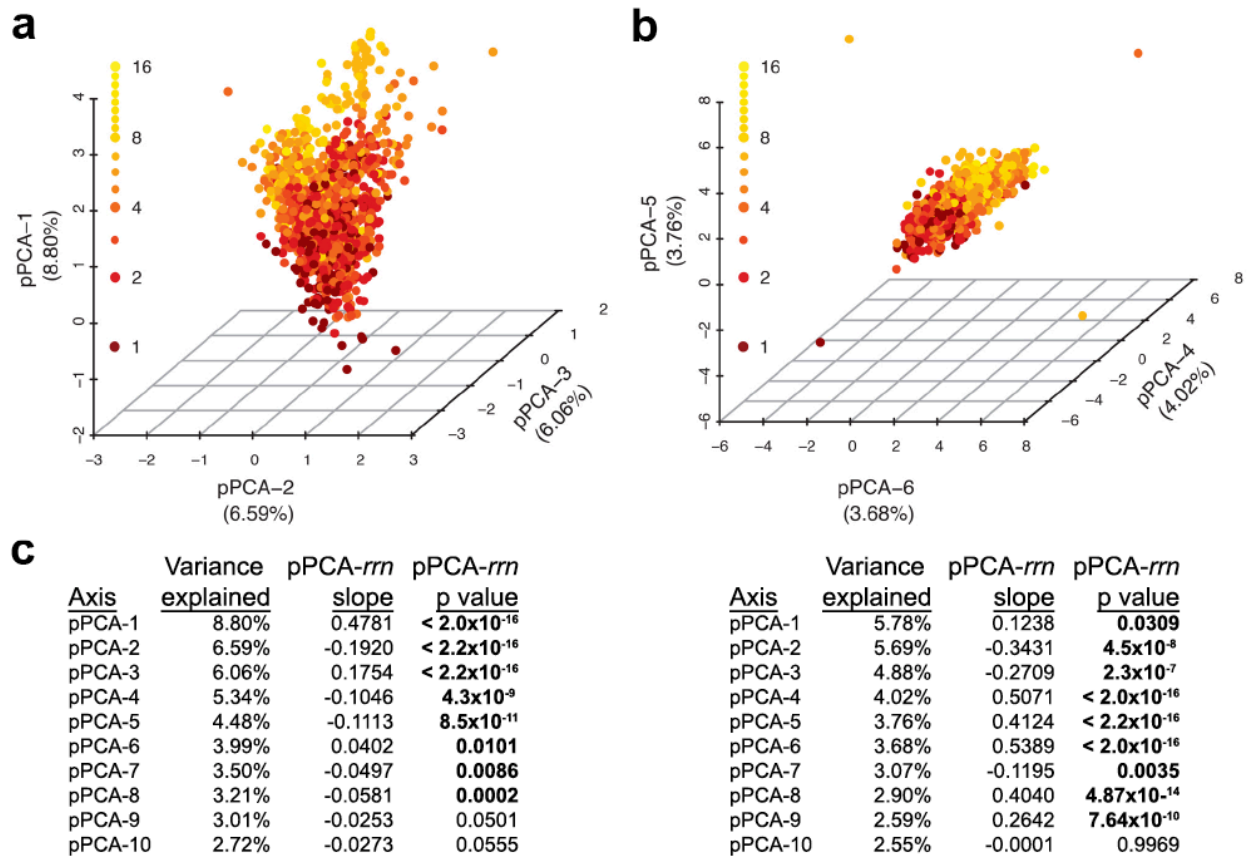 a
16
8
4
2
1
4
3
2
1
0
−1
−2
pPCA−1
(8.80%)
−3 −2 −1 0 1 2 3
pPCA−2
(6.59%)
−3 −2 −1 0 1 2
pPCA−3
(6.06%)
b
16
8
4
2
1
8
6
4
2
0
−2
−4
−6
pPCA−5
(3.76%)
−6 −4 −2 0 2 4 6 8
pPCA−6
(3.68%)
−6 −4 −2 0 2 4 6 8
pPCA−4
(4.02%)
c
Variance pPCA-rrn pPCA-rrn
Axis explained slope p value
pPCA-1 8.80% 0.4781 < 2.0x10⁻¹⁶
pPCA-2 6.59% -0.1920 < 2.2x10⁻¹⁶
pPCA-3 6.06% 0.1754 < 2.2x10⁻¹⁶
pPCA-4 5.34% -0.1046 4.3x10⁻⁹
pPCA-5 4.48% -0.1113 8.5x10⁻¹¹
pPCA-6 3.99% 0.0402 0.0101
pPCA-7 3.50% -0.0497 0.0086
pPCA-8 3.21% -0.0581 0.0002
pPCA-9 3.01% -0.0253 0.0501
pPCA-10 2.72% -0.0273 0.0555
Variance pPCA-rrn pPCA-rrn
Axis explained slope p value
pPCA-1 5.78% 0.1238 0.0309
pPCA-2 5.69% -0.3431 4.5x10⁻⁸
pPCA-3 4.88% -0.2709 2.3x10⁻⁷
pPCA-4 4.02% 0.5071 < 2.0x10⁻¹⁶
pPCA-5 3.76% 0.4124 < 2.2x10⁻¹⁶
pPCA-6 3.68% 0.5389 < 2.0x10⁻¹⁶
pPCA-7 3.07% -0.1195 0.0035
pPCA-8 2.90% 0.4040 4.87x10⁻¹⁴
pPCA-9 2.59% 0.2642 7.64x10⁻¹⁰
pPCA-10 2.55% -0.0001 0.9969